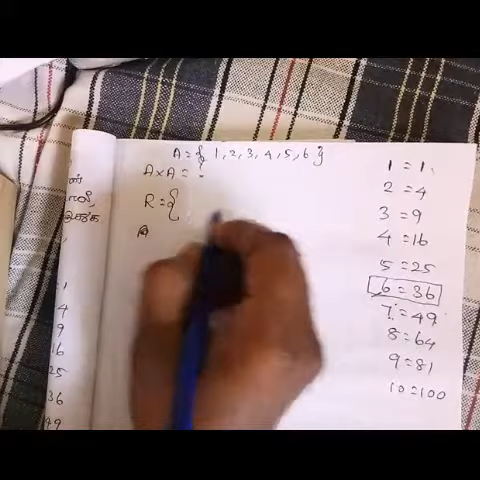 A = { 1, 2, 3, 4, 5, 6 }
A×A = :
R = {
1 = 1.
2 = 4
3 = 9
4 = 16
5 = 25
6 = 36
7 = 49
8 = 64
9 = 81
10 = 100
1
4
9
16
25
36
49